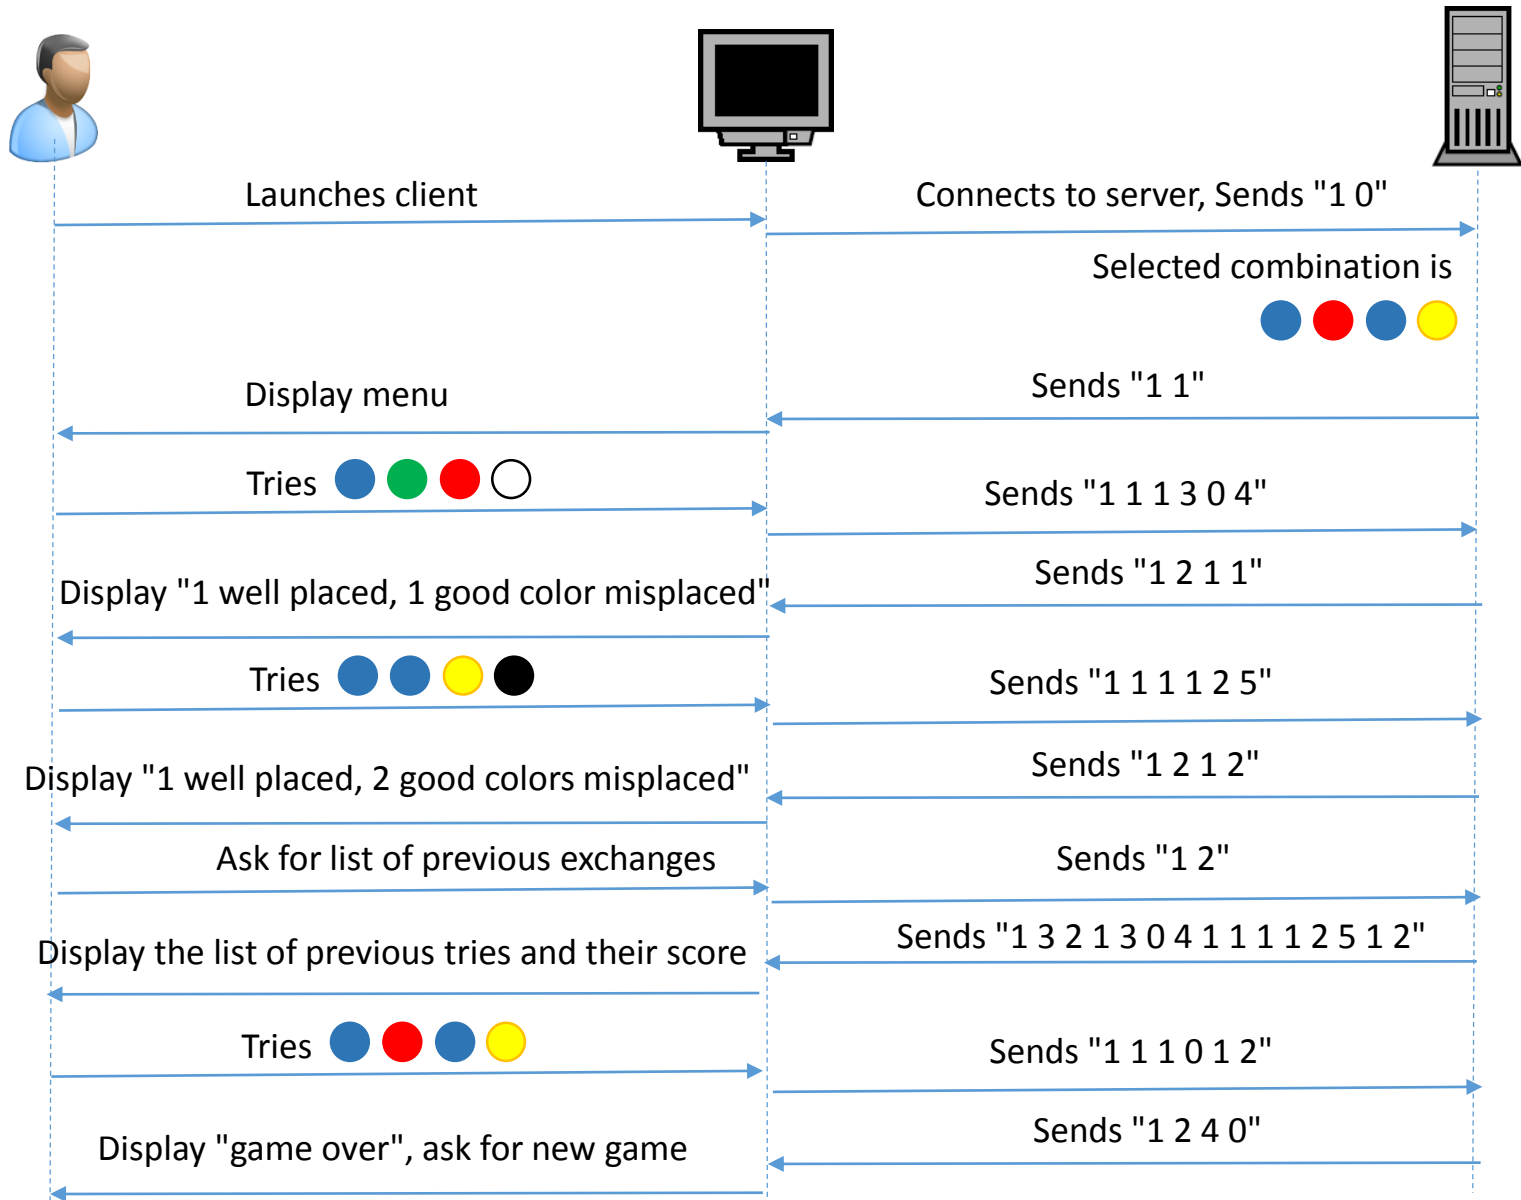 Launches client
Connects to server, Sends "1 0"
Selected combination is
Sends "1 1"
Display menu
Tries
Sends "1 1 1 3 0 4"
Sends "1 2 1 1"
Display "1 well placed, 1 good color misplaced"
Tries
Sends "1 1 1 1 2 5"
Sends "1 2 1 2"
Display "1 well placed, 2 good colors misplaced"
Ask for list of previous exchanges
Sends "1 2"
Sends "1 3 2 1 3 0 4 1 1 1 1 2 5 1 2"
Display the list of previous tries and their score
Tries
Sends "1 1 1 0 1 2"
Sends "1 2 4 0"
Display "game over", ask for new game